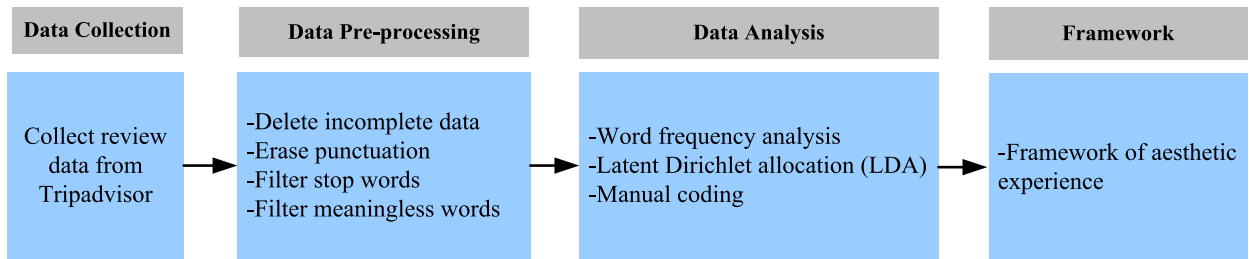 Data Collection
Data Pre-processing
Data Analysis
Framework
Collect review
data from
Tripadvisor
-Delete incomplete data
-Erase punctuation
-Filter stop words
-Filter meaningless words
-Word frequency analysis
-Latent Dirichlet allocation (LDA)
-Manual coding
-Framework of aesthetic
experience